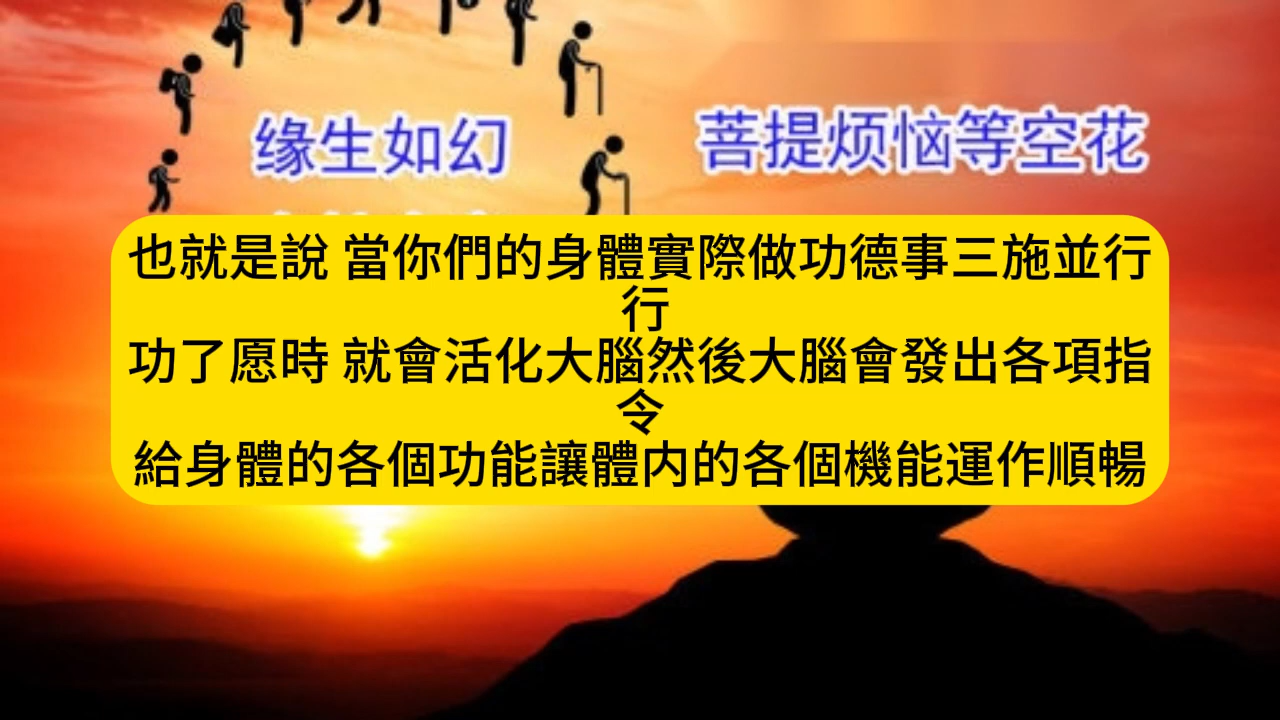 缘生如幻
菩提烦恼等空花
也就是說 當你們的身體實際做功德事三施並行
行
功了愿時 就會活化大腦然後大腦會發出各項指
令
給身體的各個功能讓體内的各個機能運作順暢